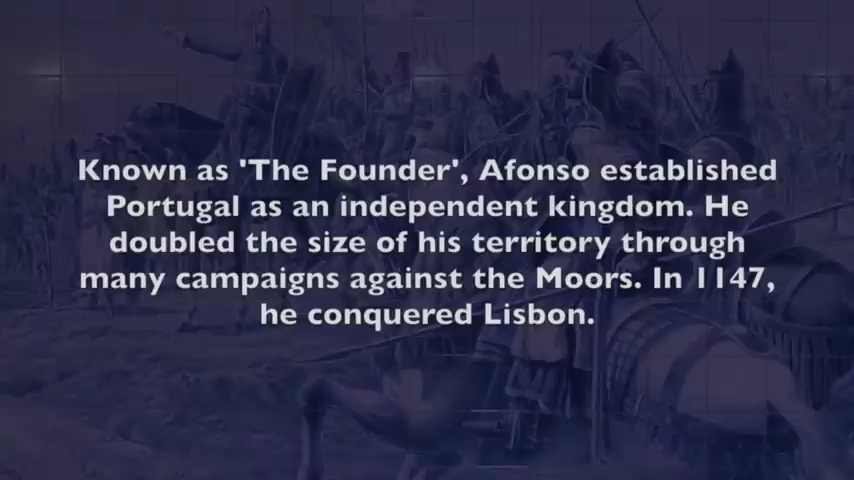 Known as 'The Founder', Afonso established
Portugal as an independent kingdom. He
doubled the size of his territory through
many campaigns against the Moors. In 1147,
he conquered Lisbon.